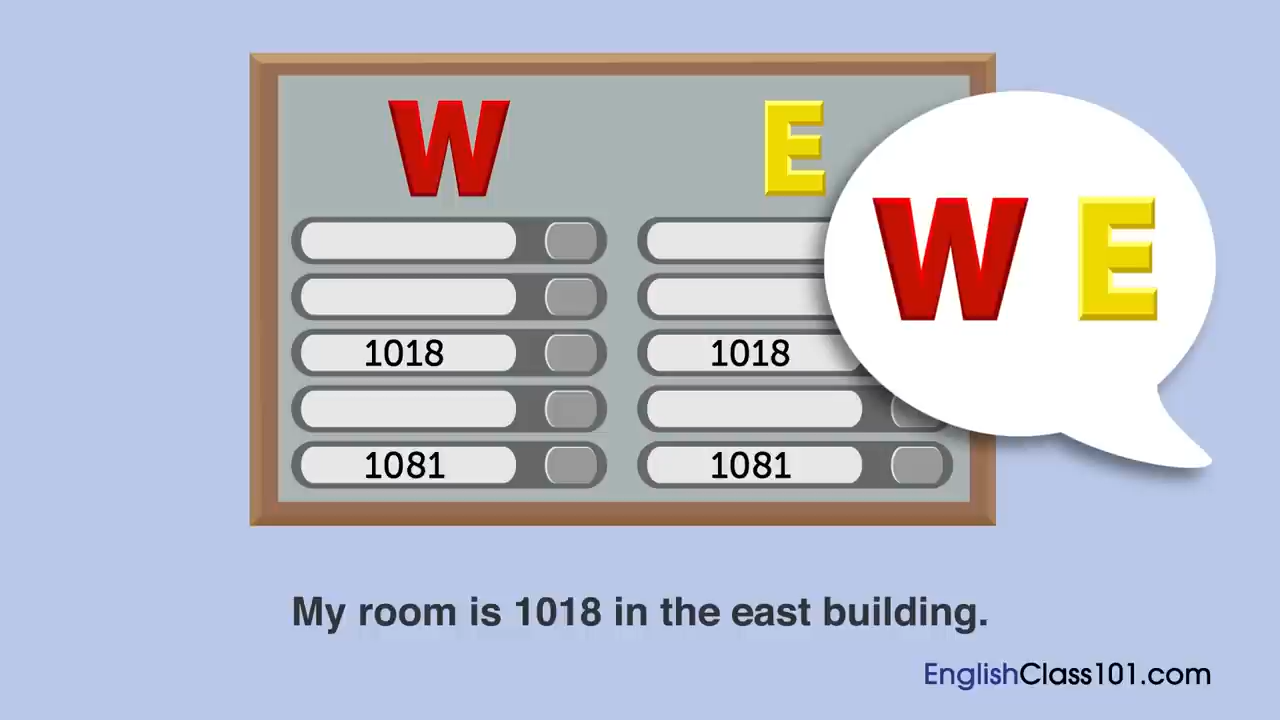 W E
W E
1018 1018
1081 1081
My room is 1018 in the east building.
EnglishClass101.com